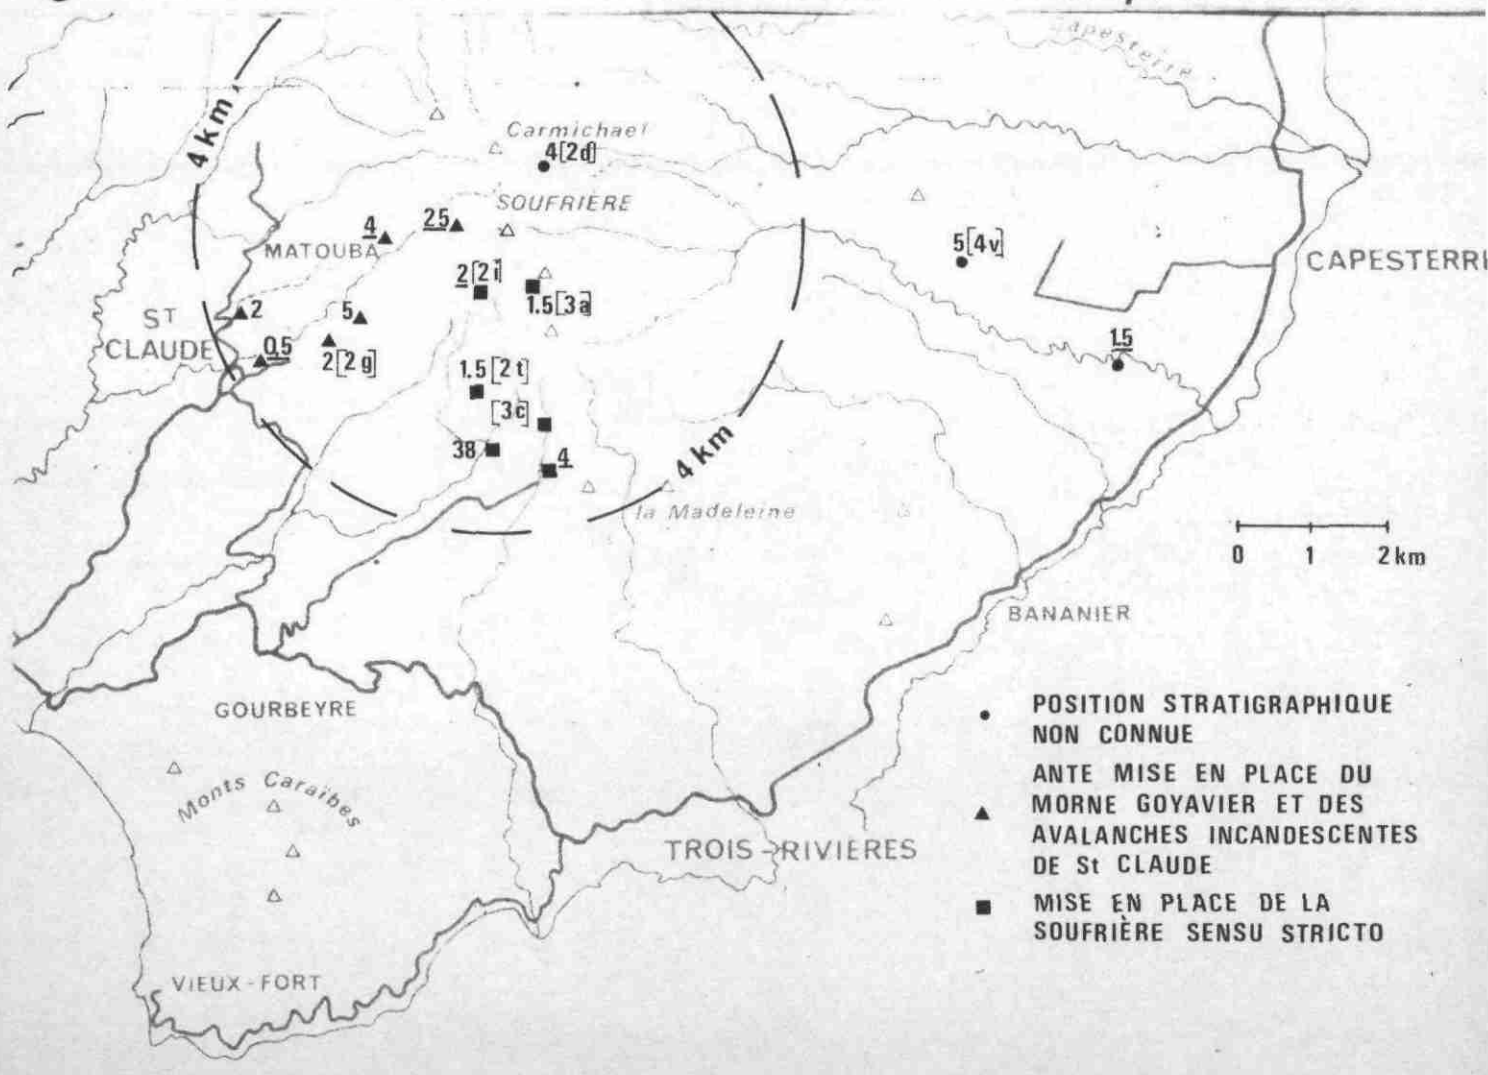 Capesterre
4 km
Carmichael
4[2d]
SOUFRIÈRE
4
25
MATOUBA
5[4v]
CAPESTERRE
2[2i]
1.5[3a]
2
5
ST
CLAUDE
0,5
2[2g]
1.5
1.5[2t]
[3c]
38
4
4 km
la Madeleine
0 1 2 km
BANANIER
GOURBEYRE
POSITION STRATIGRAPHIQUE
NON CONNUE
ANTE MISE EN PLACE DU
MORNE GOYAVIER ET DES
AVALANCHES INCANDESCENTES
DE St CLAUDE
MISE EN PLACE DE LA
SOUFRIÈRE SENSU STRICTO
Monts Caraïbes
TROIS-RIVIÈRES
VIEUX-FORT